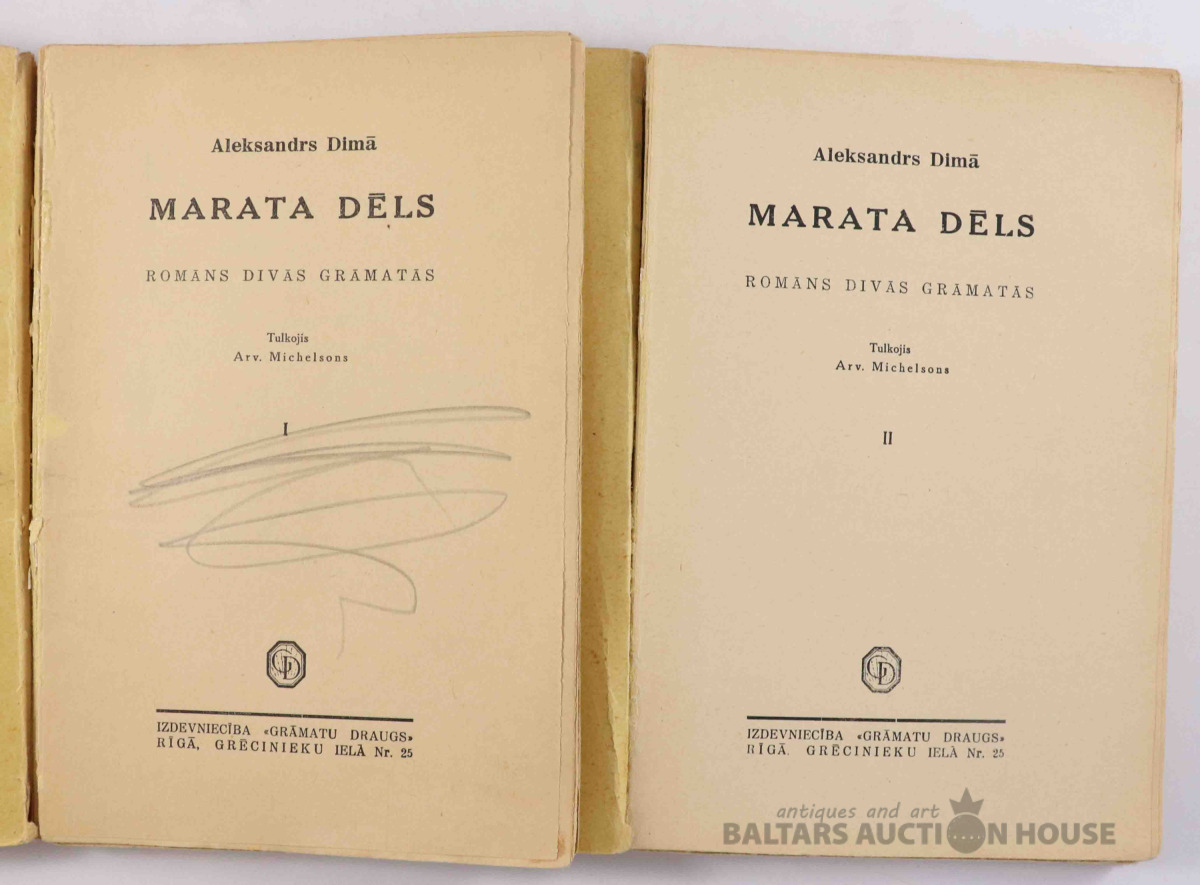 Aleksandrs Dimā
MARATA DĒLS
ROMĀNS DIVĀS GRĀMATĀS
Tulkojis
Arv. Michelsons
I
GD
IZDEVNIECĪBA «GRĀMATU DRAUGS»
RĪGĀ, GRĒCINIEKU IELĀ Nr. 25
Aleksandrs Dimā
MARATA DĒLS
ROMĀNS DIVĀS GRĀMATĀS
Tulkojis
Arv. Michelsons
II
GD
IZDEVNIECĪBA «GRĀMATU DRAUGS»
RĪGĀ. GRĒCINIEKU IELĀ Nr. 25
antiques and art
BALTARS AUCTION HOUSE